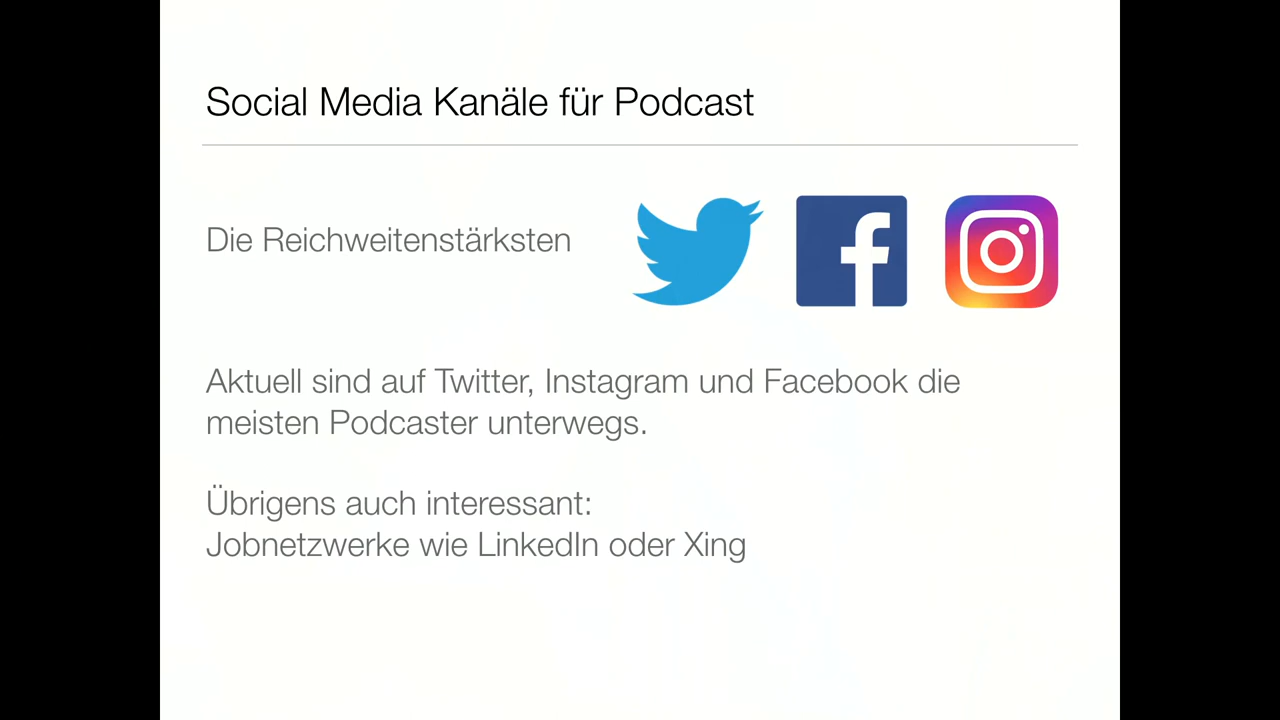 Social Media Kanäle für Podcast
Die Reichweitenstärksten
Aktuell sind auf Twitter, Instagram und Facebook die
meisten Podcaster unterwegs.
Übrigens auch interessant:
Jobnetzwerke wie LinkedIn oder Xing